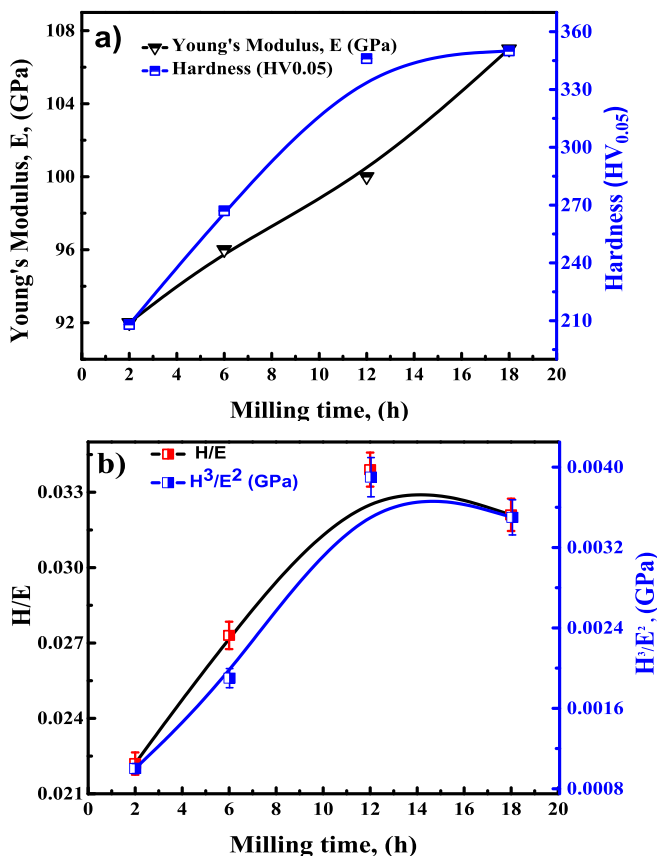 a)
Young's Modulus, E (GPa)
Hardness (HV0.05)
108
104
100
96
92
Young's Modulus, E, (GPa)
360
330
300
270
240
210
180
Hardness (HV0.05)
0 2 4 6 8 10 12 14 16 18 20
Milling time, (h)
b)
H/E
H3/E2 (GPa)
0.033
0.030
0.027
0.024
0.021
H/E
0.0040
0.0032
0.0024
0.0016
0.0008
H3/E2, (GPa)
0 2 4 6 8 10 12 14 16 18 20
Milling time, (h)